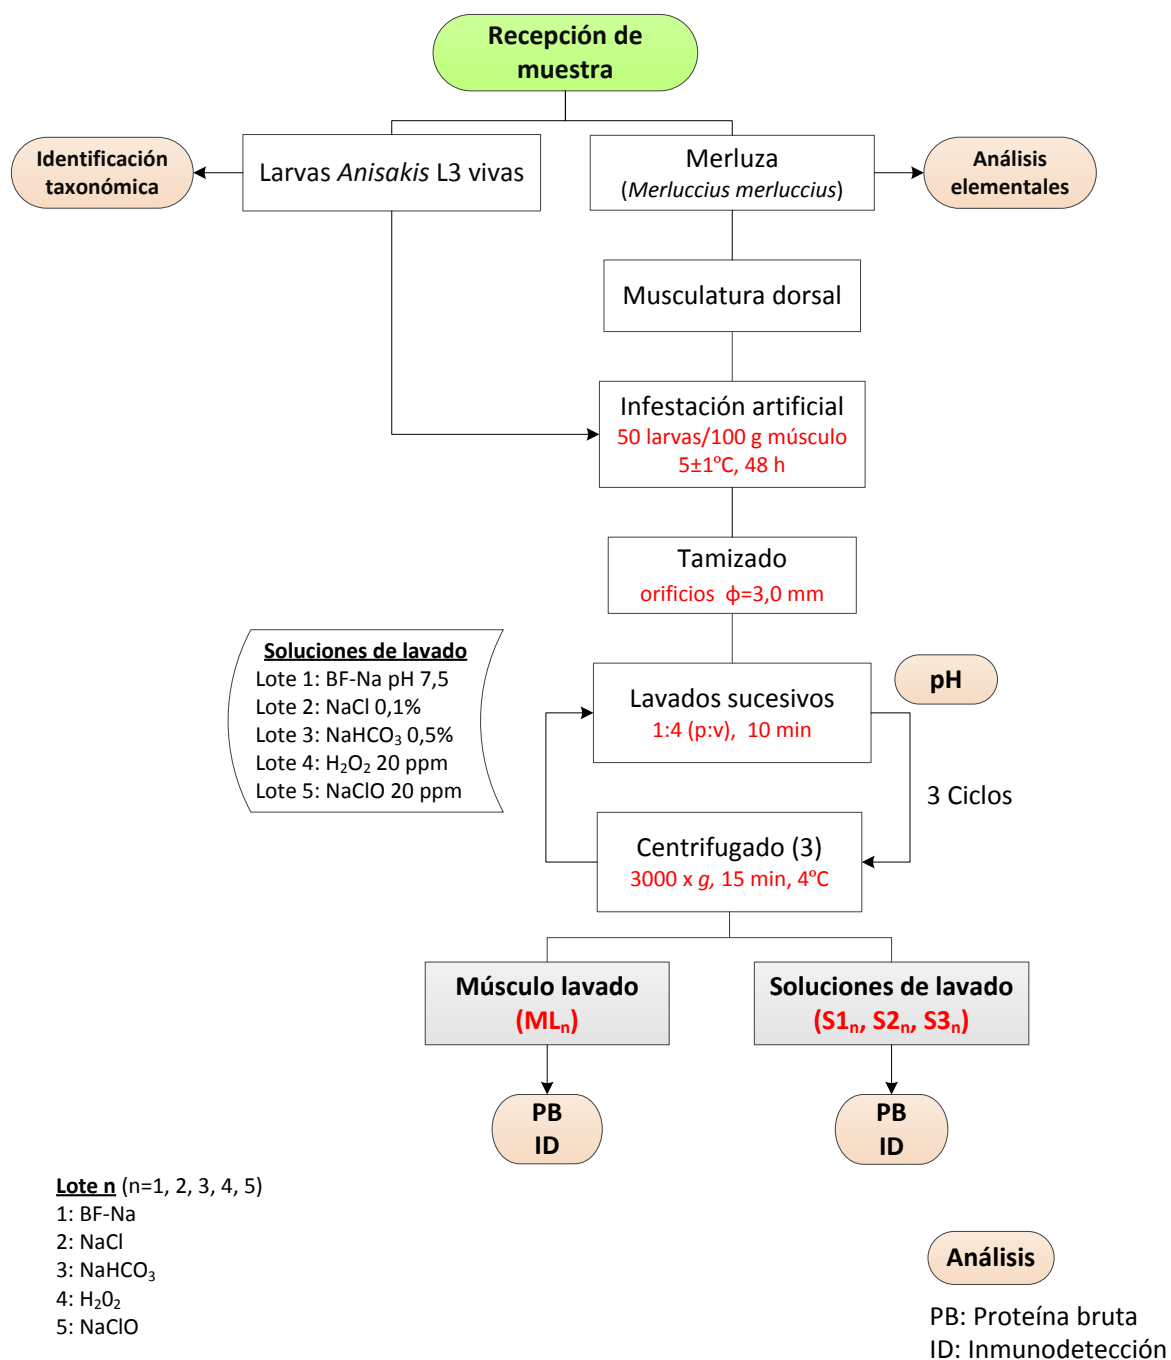 Recepción de
muestra
Identificación
taxonómica
Larvas Anisakis L3 vivas
Merluza
(Merluccius merluccius)
Análisis
elementales
Musculatura dorsal
Infestación artificial
50 larvas/100 g músculo
5±1ºC, 48 h
Tamizado
orificios ϕ=3,0 mm
Soluciones de lavado
Lote 1: BF-Na pH 7,5
Lote 2: NaCl 0,1%
Lote 3: NaHCO₃ 0,5%
Lote 4: H₂O₂ 20 ppm
Lote 5: NaClO 20 ppm
Lavados sucesivos
1:4 (p:v), 10 min
pH
3 Ciclos
Centrifugado (3)
3000 x g, 15 min, 4ºC
Músculo lavado
(MLₙ)
Soluciones de lavado
(S1ₙ, S2ₙ, S3ₙ)
PB
ID
PB
ID
Lote n (n=1, 2, 3, 4, 5)
1: BF-Na
2: NaCl
3: NaHCO₃
4: H₂0₂
5: NaClO
Análisis
PB: Proteína bruta
ID: Inmunodetección